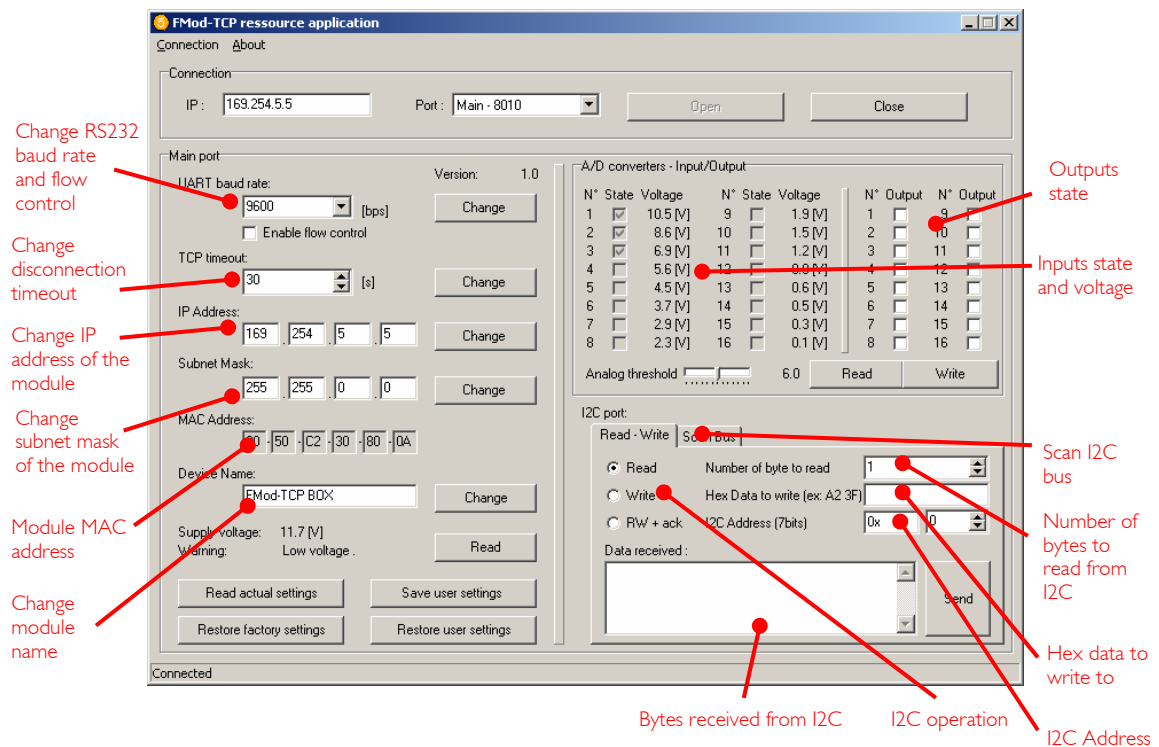 FMod-TCP ressource application
Connection About
Connection
IP : 169.254.5.5 Port : Main - 8010 Open Close
Main port
UART baud rate:
Version: 1.0
9600 [bps] Change
Enable flow control
TCP timeout:
30 [s] Change
IP Address:
169 . 254 . 5 . 5 Change
Subnet Mask:
255 . 255 . 0 . 0 Change
MAC Address:
-50 -C2 -30 -80 -0A
Device Name:
FMod-TCP BOX Change
Supply voltage: 11.7 [V]
Warning: Low voltage .
Read
Read actual settings Save user settings
Restore factory settings Restore user settings
A/D converters - Input/Output
N° State Voltage N° State Voltage N° Output N° Output
1 10.5 [V] 9 1.9 [V] 1 9
2 8.6 [V] 10 1.5 [V] 2 10
3 6.9 [V] 11 1.2 [V] 3 11
4 5.6 [V] 12 4 12
5 4.5 [V] 13 0.6 [V] 5 13
6 3.7 [V] 14 0.5 [V] 6 14
7 2.9 [V] 15 0.3 [V] 7 15
8 2.3 [V] 16 0.1 [V] 8 16
Analog threshold 6.0 Read Write
I2C port:
Read - Write Scan Bus
Read Number of byte to read 1
Write Hex Data to write (ex: A2 3F)
RW + ack I2C Address (7bits) 0x 0
Data received :
Send
Connected
Change RS232
baud rate
and flow
control
Change
disconnection
timeout
Change IP
address of the
module
Change
subnet mask
of the module
Module MAC
address
Change
module
name
Outputs
state
Inputs state
and voltage
Scan I2C
bus
Number of
bytes to
read from
I2C
Hex data to
write to
I2C Address
Bytes received from I2C
I2C operation